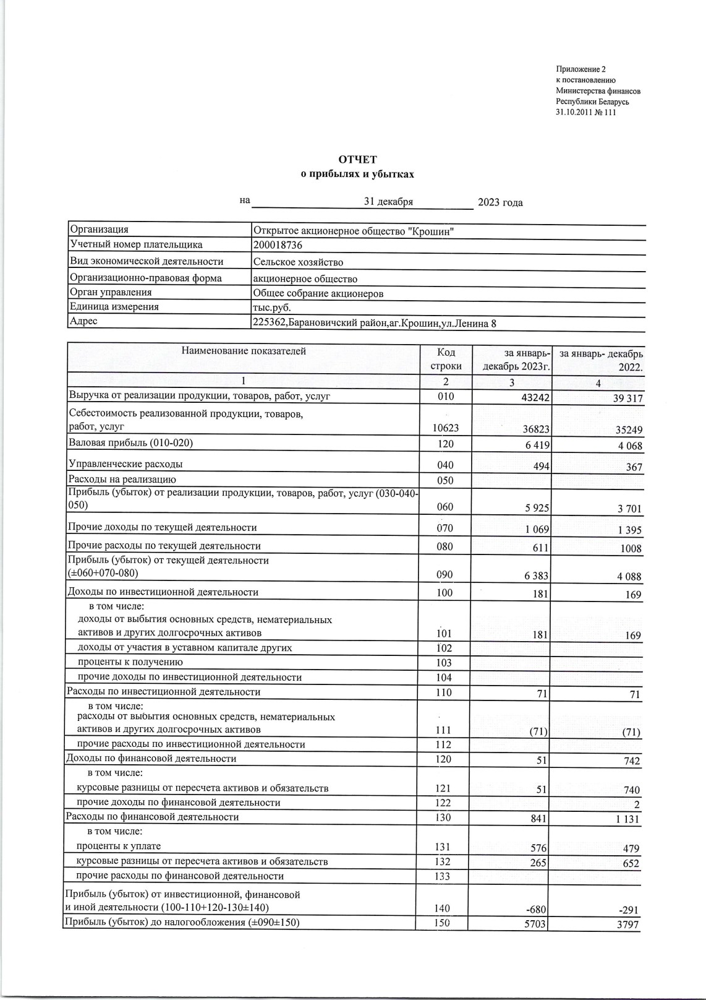 Приложение 2
к постановлению
Министерства финансов
Республики Беларусь
31.10.2011 № 111
ОТЧЕТ
о прибылях и убытках
на 31 декабря 2023 года
Организация Открытое акционерное общество "Крошин"
Учетный номер плательщика 200018736
Вид экономической деятельности Сельское хозяйство
Организационно-правовая форма акционерное общество
Орган управления Общее собрание акционеров
Единица измерения тыс.руб.
Адрес 225362,Барановичский район,аг.Крошин,ул.Ленина 8
Наименование показателей Код за январь- за январь- декабрь
строки декабрь 2023г. 2022.
1 2 3 4
Выручка от реализации продукции, товаров, работ, услуг 010 43242 39 317
Себестоимость реализованной продукции, товаров,
работ, услуг 10623 36823 35249
Валовая прибыль (010-020) 120 6 419 4 068
Управленческие расходы 040 494 367
Расходы на реализацию 050
Прибыль (убыток) от реализации продукции, товаров, работ, услуг (030-040-
050) 060 5 925 3 701
Прочие доходы по текущей деятельности 070 1 069 1 395
Прочие расходы по текущей деятельности 080 611 1008
Прибыль (убыток) от текущей деятельности
(±060+070-080) 090 6 383 4 088
Доходы по инвестиционной деятельности 100 181 169
в том числе:
доходы от выбытия основных средств, нематериальных
активов и других долгосрочных активов 101 181 169
доходы от участия в уставном капитале других 102
проценты к получению 103
прочие доходы по инвестиционной деятельности 104
Расходы по инвестиционной деятельности 110 71 71
в том числе:
расходы от выбытия основных средств, нематериальных
активов и других долгосрочных активов 111 (71) (71)
прочие расходы по инвестиционной деятельности 112
Доходы по финансовой деятельности 120 51 742
в том числе:
курсовые разницы от пересчета активов и обязательств 121 51 740
прочие доходы по финансовой деятельности 122 2
Расходы по финансовой деятельности 130 841 1 131
в том числе:
проценты к уплате 131 576 479
курсовые разницы от пересчета активов и обязательств 132 265 652
прочие расходы по финансовой деятельности 133
Прибыль (убыток) от инвестиционной, финансовой
и иной деятельности (100-110+120-130±140) 140 -680 -291
Прибыль (убыток) до налогообложения (±090±150) 150 5703 3797